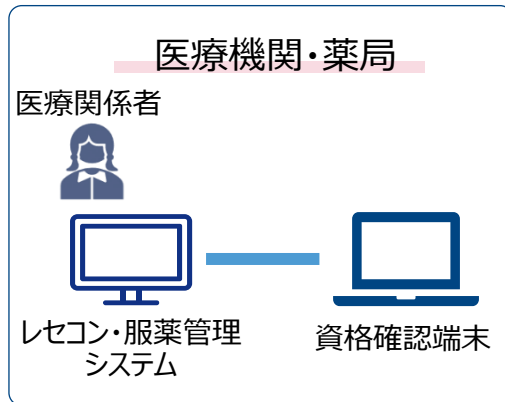 医療機関・薬局
医療関係者
レセコン・服薬管理
システム
資格確認端末